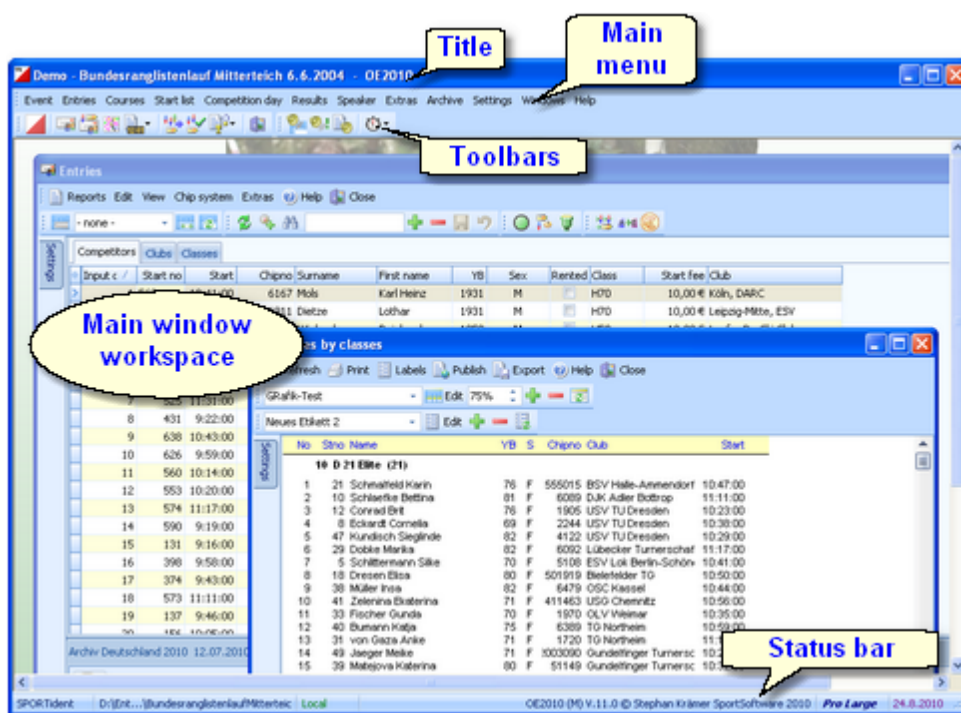 Title
Main
menu
Demo - Bundesranglistenlauf Mitterteich 6.6.2004 - OE2010
Event Entries Courses Start list Competition day Results Speaker Extras Archive Settings Windows Help
Toolbars
Entries
Reports Edit View Chip system Extras Help Close
- none -
Settings
Competitors Clubs Classes
Start no Start Chipno Surname First name YB Sex Rented Class Start fee Club
6167 Mols Karl Heinz 1931 M H70 10,00 € Köln, DARC
Dietze Lothar 1931 M H70 10,00 € Leipzig-Mitte, ESV
Main window
workspace
by classes
Print Labels Publish Export Help Close
GRafik-Test Edit 75%
Neues Etikett 2 Edit
Settings
No Stno Name YB S Chipno Club Start
10 D 21 Elite (21)
1 21 Schmalfeld Karin 76 F 555015 BSV Halle-Ammendorf 10:47:00
2 10 Schlaefke Bettina 81 F 6089 DJK Adler Bottrop 11:11:00
3 12 Conrad Brit 76 F 1905 USV TU Dresden 10:23:00
4 8 Eckardt Cornelia 69 F 2244 USV TU Dresden 10:38:00
5 47 Kundisch Sieglinde 82 F 4122 USV TU Dresden 10:29:00
6 29 Dobke Marika 82 F 6092 Lübecker Turnerschaf 11:17:00
7 5 Schlittermann Silke 70 F 5108 ESV Lok Berlin-Schön 10:41:00
8 18 Dresen Elisa 80 F 501919 Bielefelder TG 10:50:00
9 38 Müller Insa 82 F 6479 OSC Kassel 10:44:00
10 41 Zelenina Ekaterina 71 F 411463 USG Chemnitz 10:56:00
11 33 Fischer Gunda 70 F 1970 OLV Weimar 10:35:00
12 40 Bumann Katja 75 F 6389 TG Northeim 10:59:00
13 31 von Gaza Anke 71 F 1720 TG Northeim
14 49 Jaeger Meike 71 F Gundelfinger Turnersc
15 39 Matejova Katerina 80 F 51149 Gundelfinger Turnersc
7 525 11:31:00
8 431 9:22:00
9 638 10:43:00
10 626 9:59:00
11 560 10:14:00
12 553 10:20:00
13 574 11:17:00
14 590 9:19:00
15 131 9:16:00
16 398 9:58:00
17 374 9:43:00
18 573 11:11:00
19 137 9:46:00
Archiv Deutschland 2010 12.07.2010
Status bar
SPORTident D:\Ent...\BundesranglistenlaufMitterteic Local OE2010 (M) V.11.0 © Stephan Krämer SportSoftware 2010 Pro Large 24.8.2010